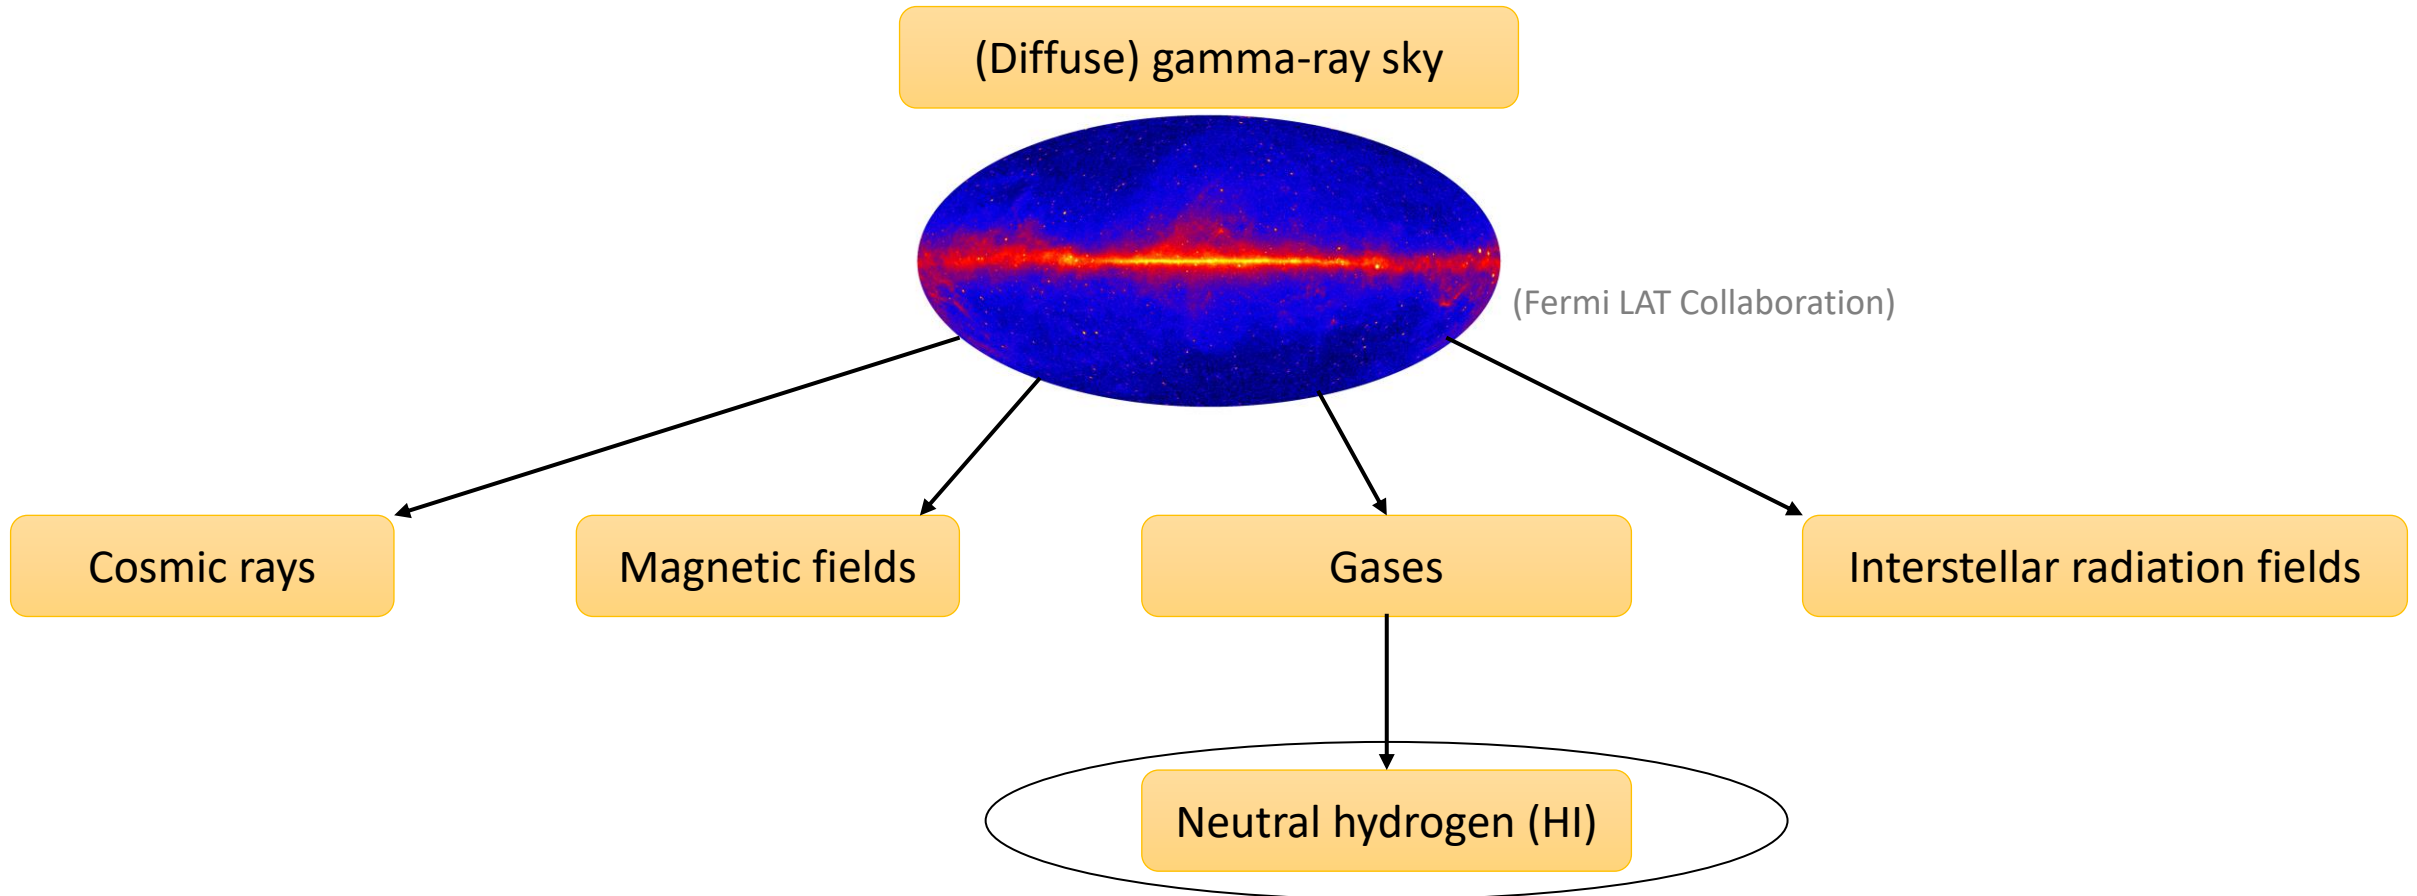 (Diffuse) gamma-ray sky
(Fermi LAT Collaboration)
Cosmic rays
Magnetic fields
Gases
Interstellar radiation fields
Neutral hydrogen (HI)